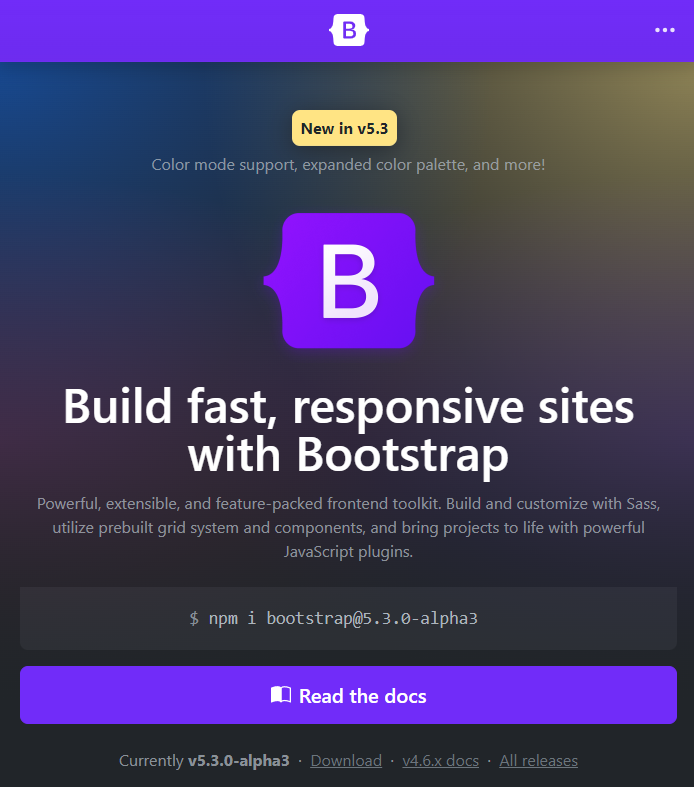 B
New in v5.3
Color mode support, expanded color palette, and more!
B
Build fast, responsive sites
with Bootstrap
Powerful, extensible, and feature-packed frontend toolkit. Build and customize with Sass,
utilize prebuilt grid system and components, and bring projects to life with powerful
JavaScript plugins.
$ npm i bootstrap@5.3.0-alpha3
Read the docs
Currently v5.3.0-alpha3 · Download · v4.6.x docs · All releases